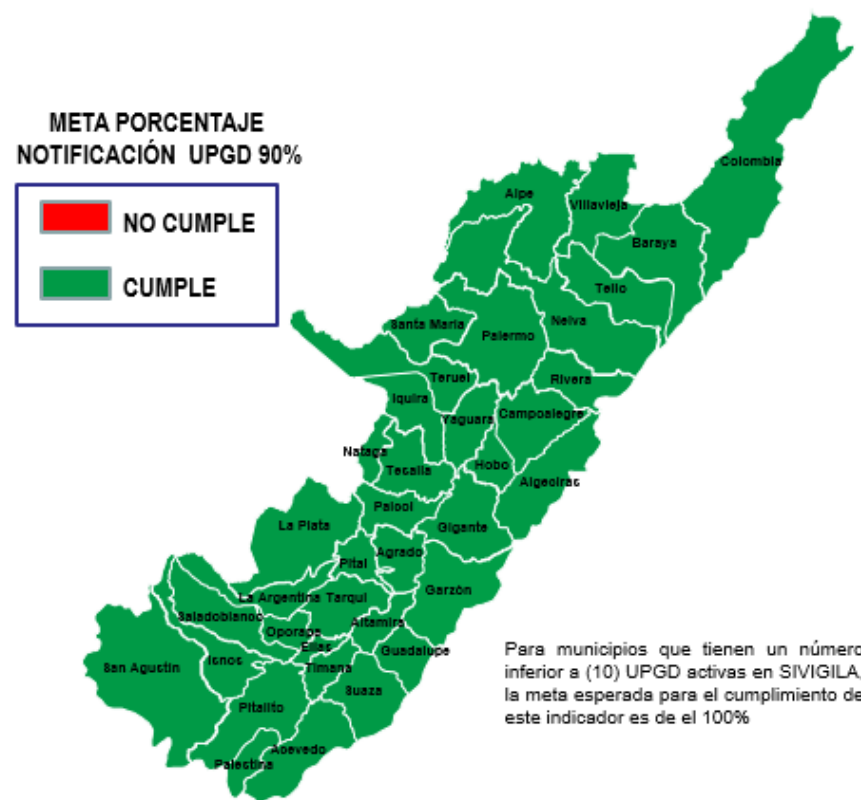 META PORCENTAJE
NOTIFICACIÓN UPGD 90%
NO CUMPLE
CUMPLE
Colombia
Aipe
Villavieja
Baraya
Tello
Neiva
Santa María
Palermo
Teruel
Rivera
Iquira
Yaguara
Campoalegre
Nataga
Tesalia
Hobo
Algeciras
Paicol
La Plata
Gigante
Pital
Agrado
Garzón
La Argentina
Tarqui
Saladoblanco
Altamira
Oporapa
Elías
Guadalupe
San Agustín
Isnos
Timana
Suaza
Pitalito
Acevedo
Palestina
Para municipios que tienen un número
inferior a (10) UPGD activas en SIVIGILA,
la meta esperada para el cumplimiento de
este indicador es de el 100%